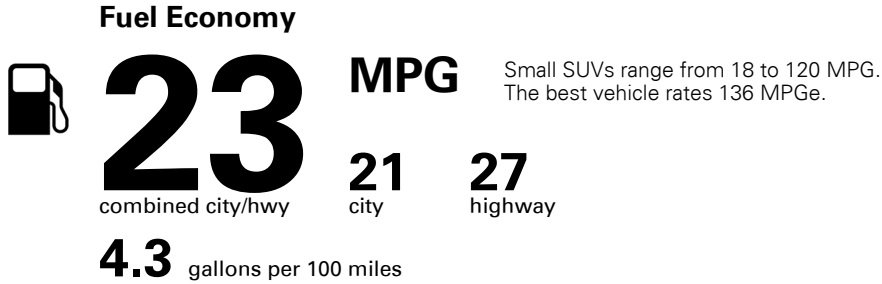 Fuel Economy
23 MPG
Small SUVs range from 18 to 120 MPG.
The best vehicle rates 136 MPGe.
21 27
combined city/hwy city highway
4.3 gallons per 100 miles